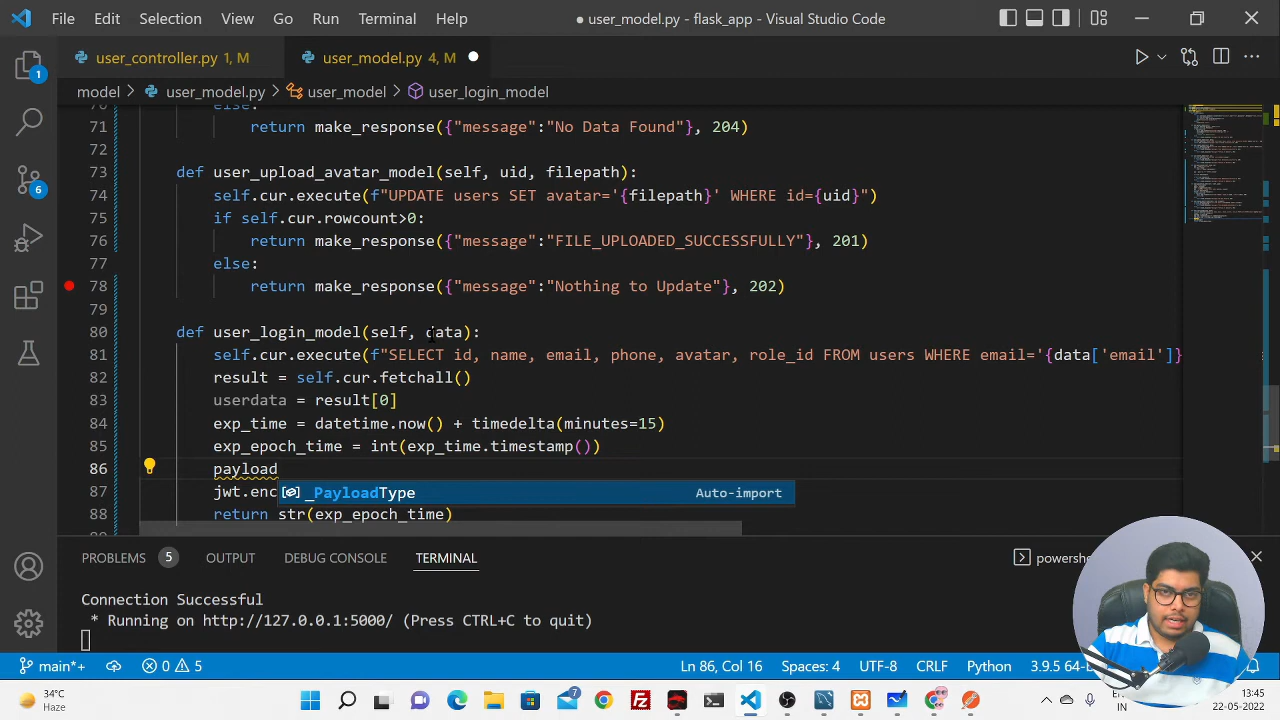 File Edit Selection View Go Run Terminal Help
● user_model.py - flask_app - Visual Studio Code
user_controller.py 1, M
user_model.py 4, M
model > user_model.py > user_model > user_login_model
71 return make_response({"message":"No Data Found"}, 204)
72
73 def user_upload_avatar_model(self, uid, filepath):
74 self.cur.execute(f"UPDATE users SET avatar='{filepath}' WHERE id={uid}")
75 if self.cur.rowcount>0:
76 return make_response({"message":"FILE_UPLOADED_SUCCESSFULLY"}, 201)
77 else:
78 return make_response({"message":"Nothing to Update"}, 202)
79
80 def user_login_model(self, data):
81 self.cur.execute(f"SELECT id, name, email, phone, avatar, role_id FROM users WHERE email='{data['email']}
82 result = self.cur.fetchall()
83 userdata = result[0]
84 exp_time = datetime.now() + timedelta(minutes=15)
85 exp_epoch_time = int(exp_time.timestamp())
86 payload
87 jwt.enc
_PayloadType Auto-import
88 return str(exp_epoch_time)
PROBLEMS 5 OUTPUT DEBUG CONSOLE TERMINAL
Connection Successful
* Running on http://127.0.0.1:5000/ (Press CTRL+C to quit)
main*+ 0 5 Ln 86, Col 16 Spaces: 4 UTF-8 CRLF Python 3.9.5 64-
1
6
34°C
Haze
7
IN
13:45
22-05-2022